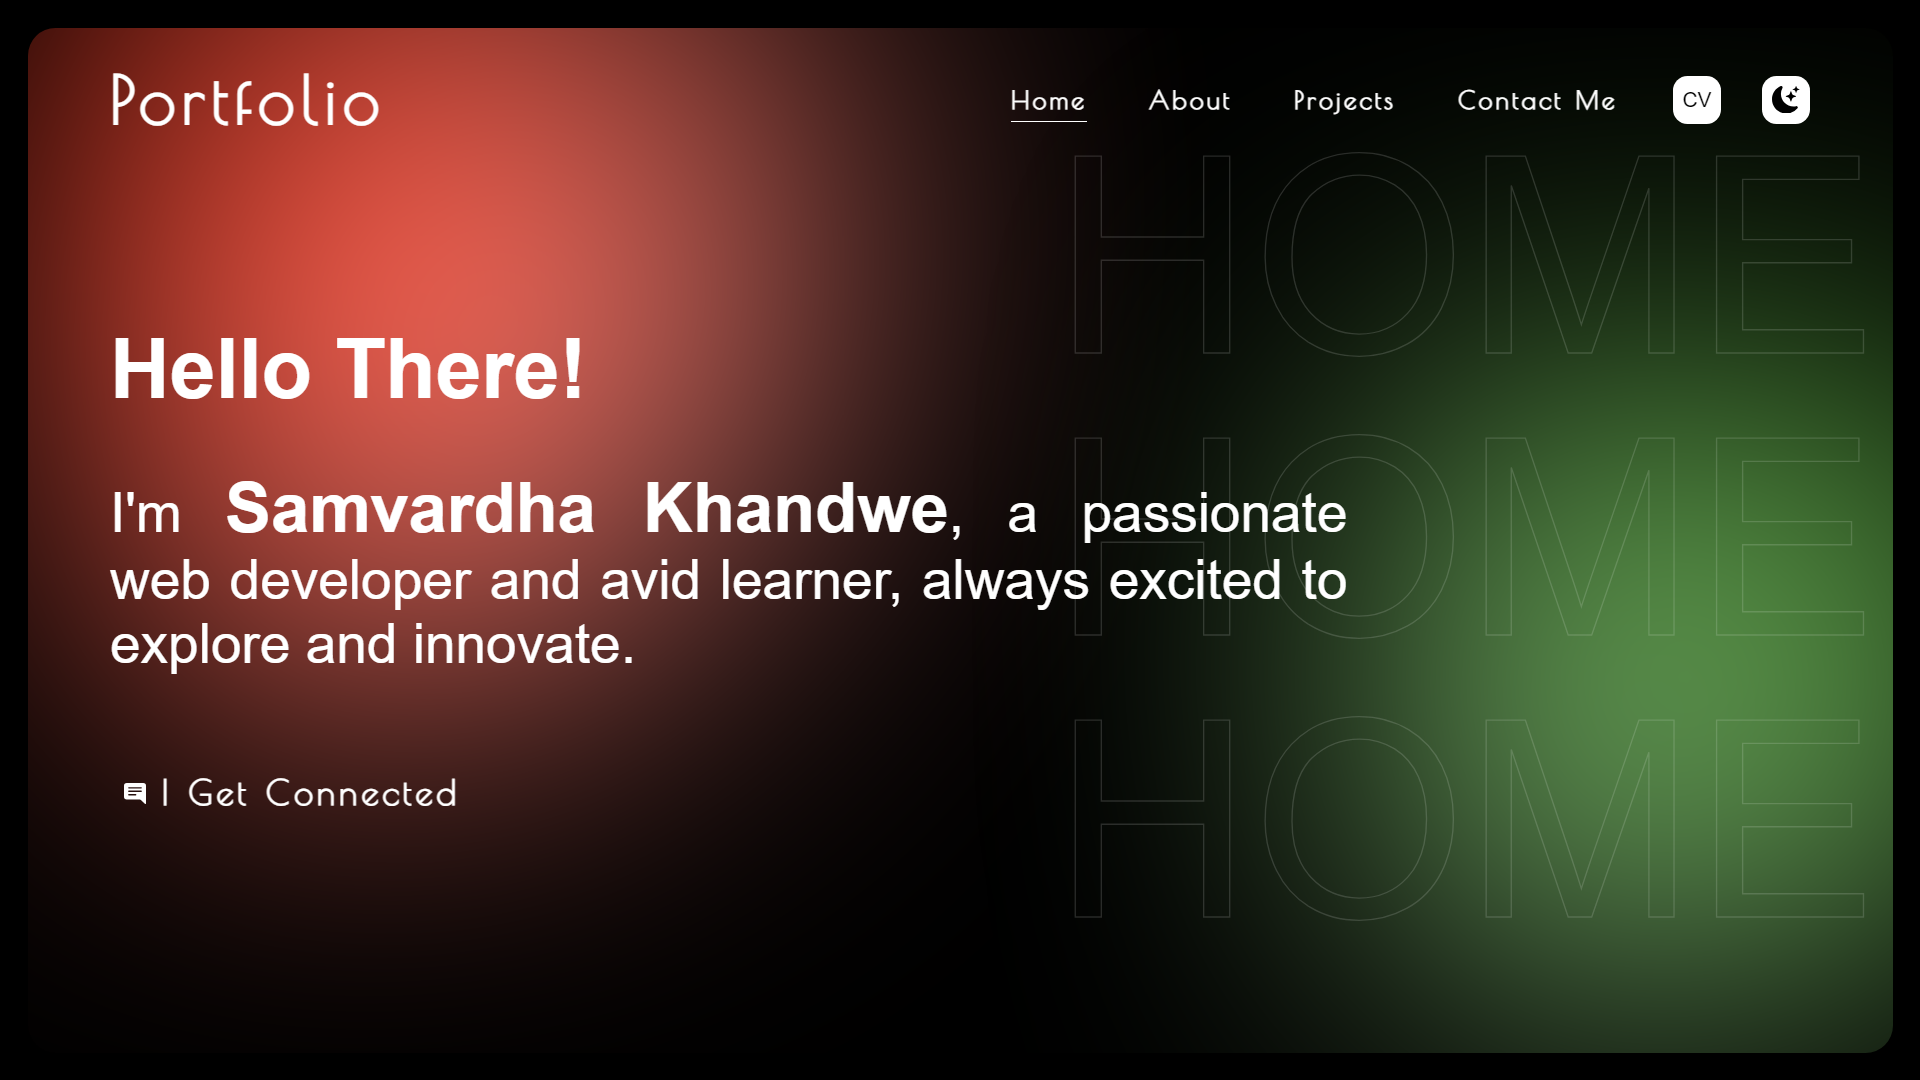 Portfolio
Home About Projects Contact Me CV
HOME
Hello There!
HOME
I'm Samvardha Khandwe, a passionate
web developer and avid learner, always excited to
explore and innovate.
HOME
| Get Connected